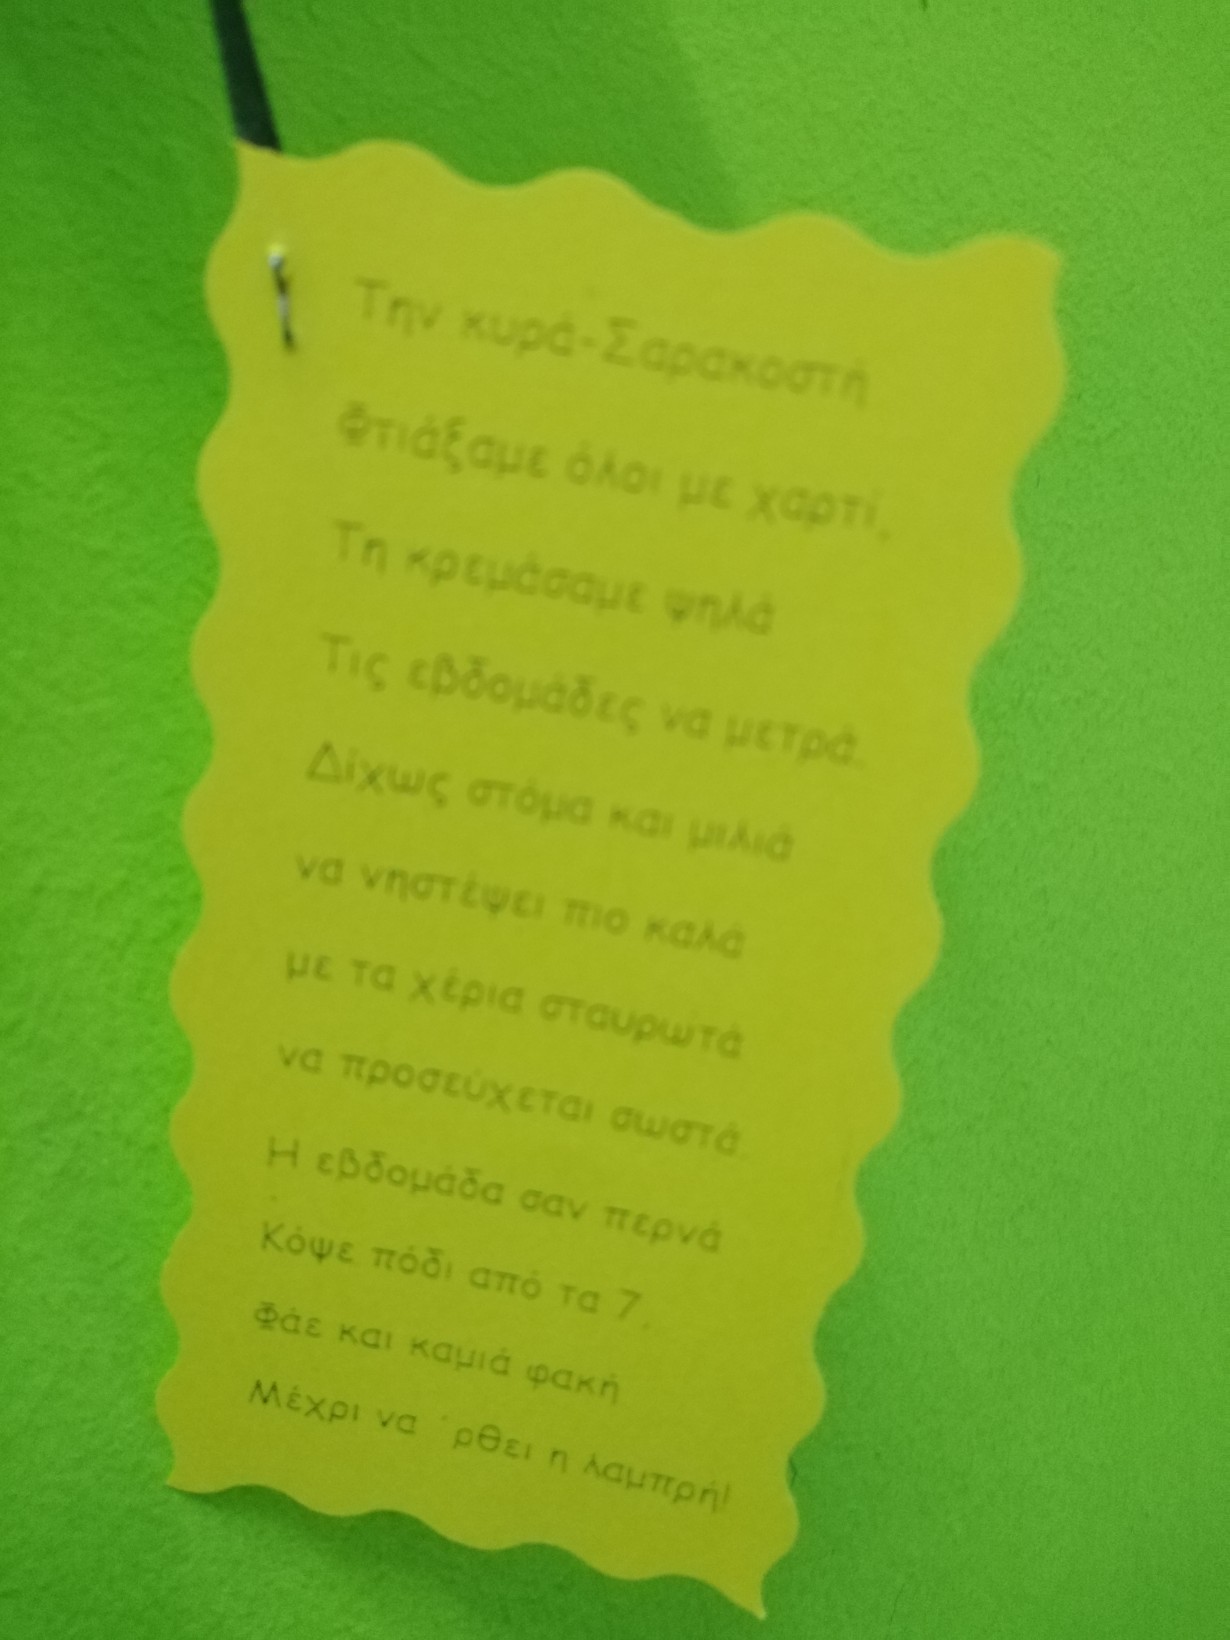 Την κυρά-Σαρακοστή
Φτιάξαμε όλοι με χαρτί,
Τη κρεμάσαμε ψηλά
Τις εβδομάδες να μετρά.
Δίχως στόμα και μιλιά
να νηστέψει πιο καλά
με τα χέρια σταυρωτά
να προσεύχεται σωστά.
Η εβδομάδα σαν περνά
Κόψε πόδι από τα 7.
Φάε και καμιά φακή
Μέχρι να ΄ρθει η λαμπρή!